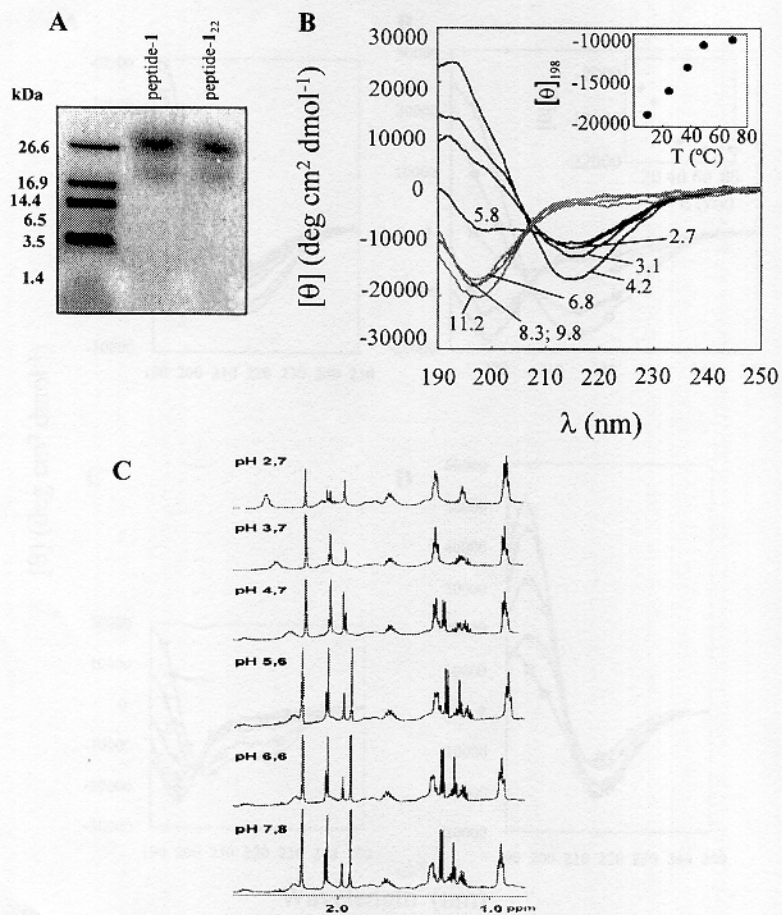 A
B
peptide-1
peptide-1₂₂
kDa
26.6
16.9
14.4
6.5
3.5
1.4
30000
20000
10000
0
-10000
-20000
-30000
[θ] (deg cm² dmol⁻¹)
-10000
-15000
-20000
[θ]₁₉₈
0 20 40 60 80
T (°C)
5.8
2.7
3.1
4.2
6.8
8.3; 9.8
11.2
190 200 210 220 230 240 250
λ (nm)
C
pH 2,7
pH 3,7
pH 4,7
pH 5,6
pH 6,6
pH 7,8
2.0 1.0 ppm